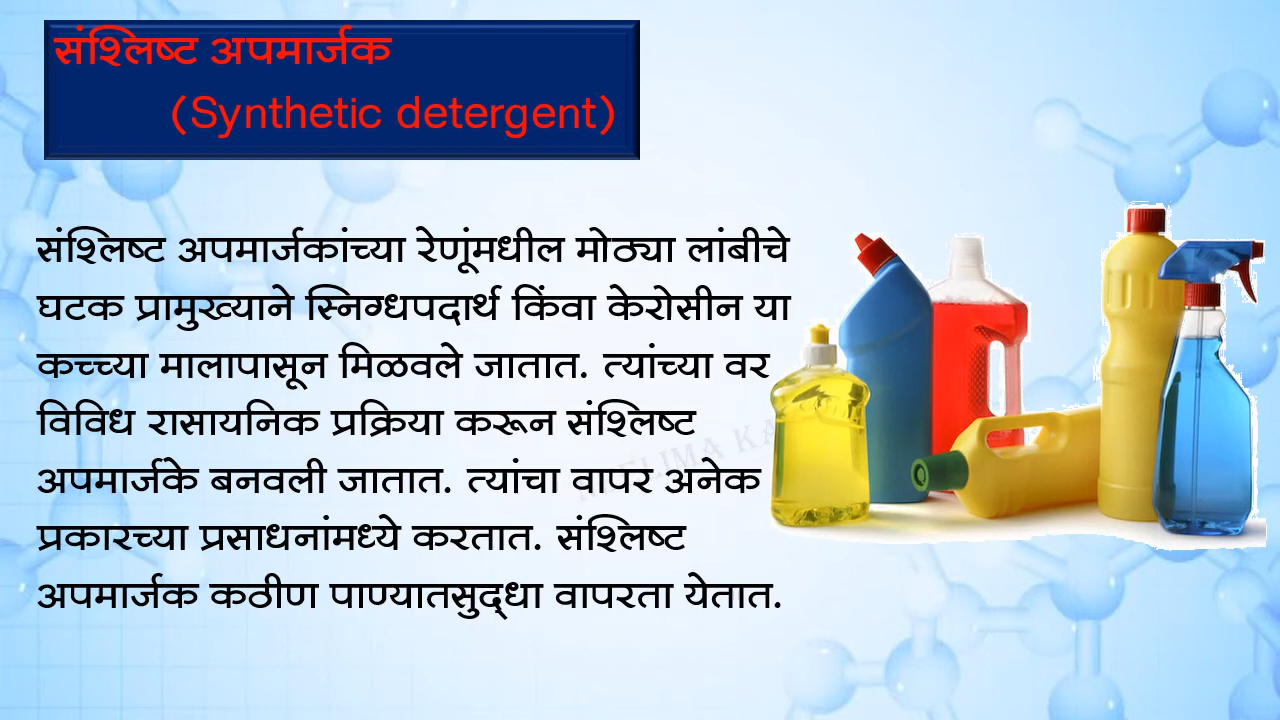 संश्लिष्ट अपमार्जक
(Synthetic detergent)
संश्लिष्ट अपमार्जकांच्या रेणूंमधील मोठ्या लांबीचे
घटक प्रामुख्याने स्निग्धपदार्थ किंवा केरोसीन या
कच्च्या मालापासून मिळवले जातात. त्यांच्या वर
विविध रासायनिक प्रक्रिया करून संश्लिष्ट
अपमार्जके बनवली जातात. त्यांचा वापर अनेक
प्रकारच्या प्रसाधनांमध्ये करतात. संश्लिष्ट
अपमार्जक कठीण पाण्यातसुद्धा वापरता येतात.